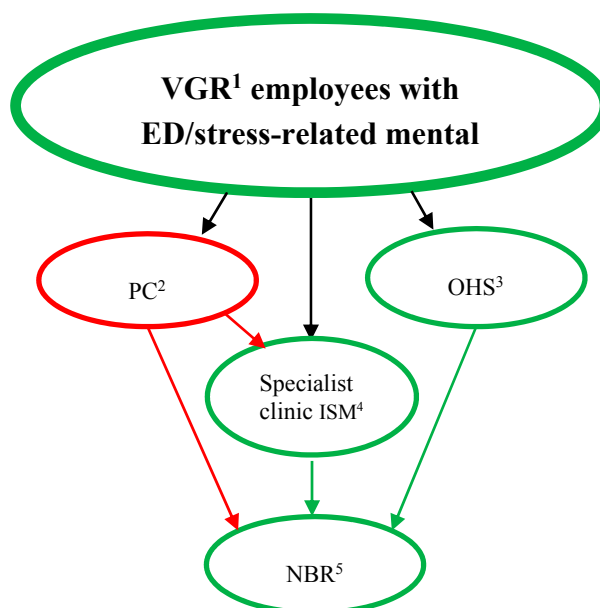 VGR¹ employees with
ED/stress-related mental
PC²
OHS³
Specialist
clinic ISM⁴
NBR⁵